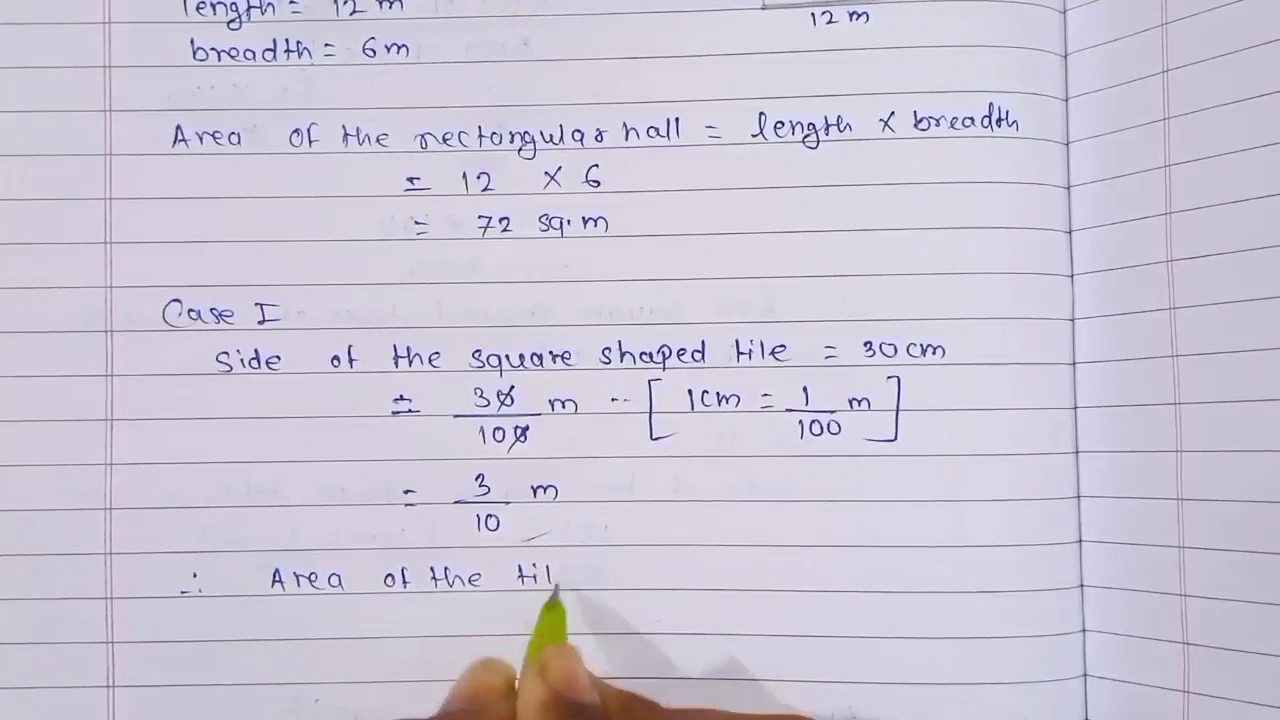 length = 12 m
12 m
breadth = 6m
Area of the rectangular hall = length × breadth
= 12 × 6
= 72 sq.m
Case I
Side of the square shaped tile = 30 cm
= 30/100 m -- [1cm = 1/100 m]
= 3/10 m
∴ Area of the til